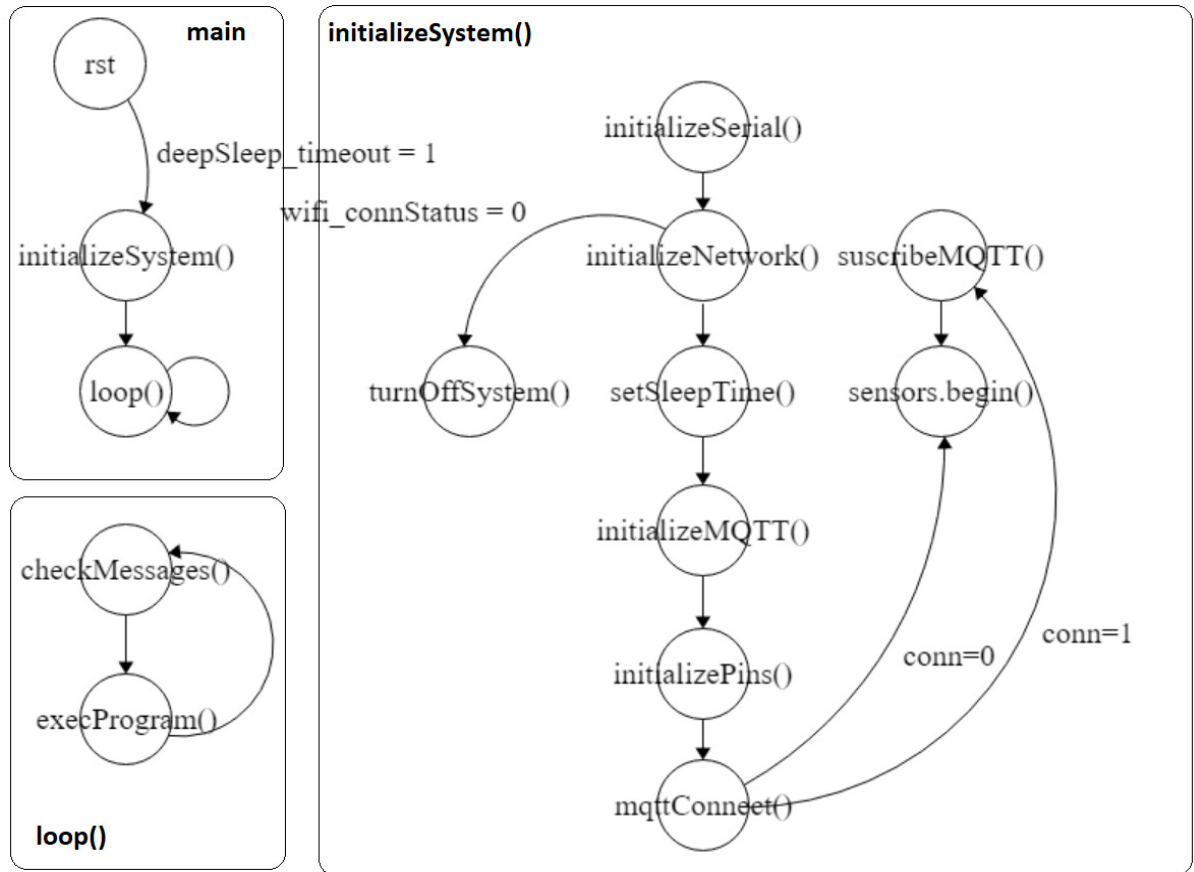 main
rst
deepSleep_timeout = 1
initializeSystem()
loop()
checkMessages()
execProgram()
loop()
initializeSystem()
initializeSerial()
wifi_connStatus = 0
initializeNetwork()
suscribeMQTT()
turnOffSystem()
setSleepTime()
sensors.begin()
initializeMQTT()
conn=1
conn=0
initializePins()
mqttConnect()